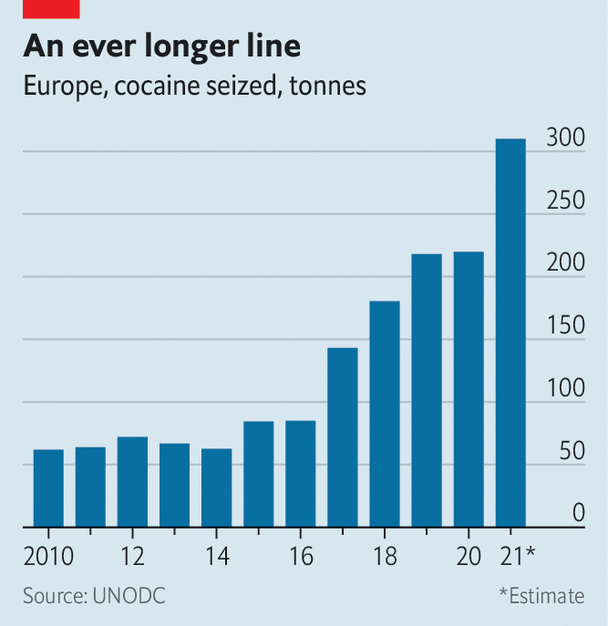 An ever longer line
Europe, cocaine seized, tonnes
300
250
200
150
100
50
0
2010 12 14 16 18 20 21*
Source: UNODC *Estimate